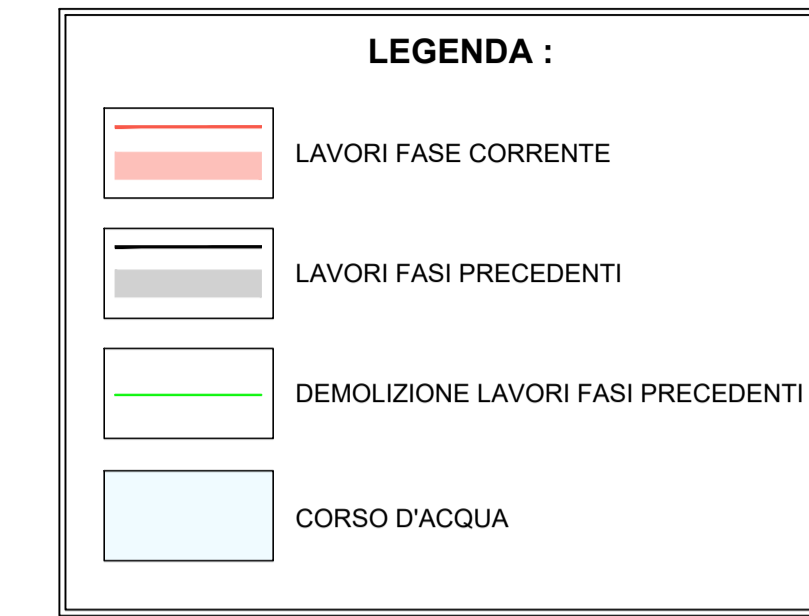 LEGENDA :
LAVORI FASE CORRENTE
LAVORI FASI PRECEDENTI
DEMOLIZIONE LAVORI FASI PRECEDENTI
CORSO D'ACQUA